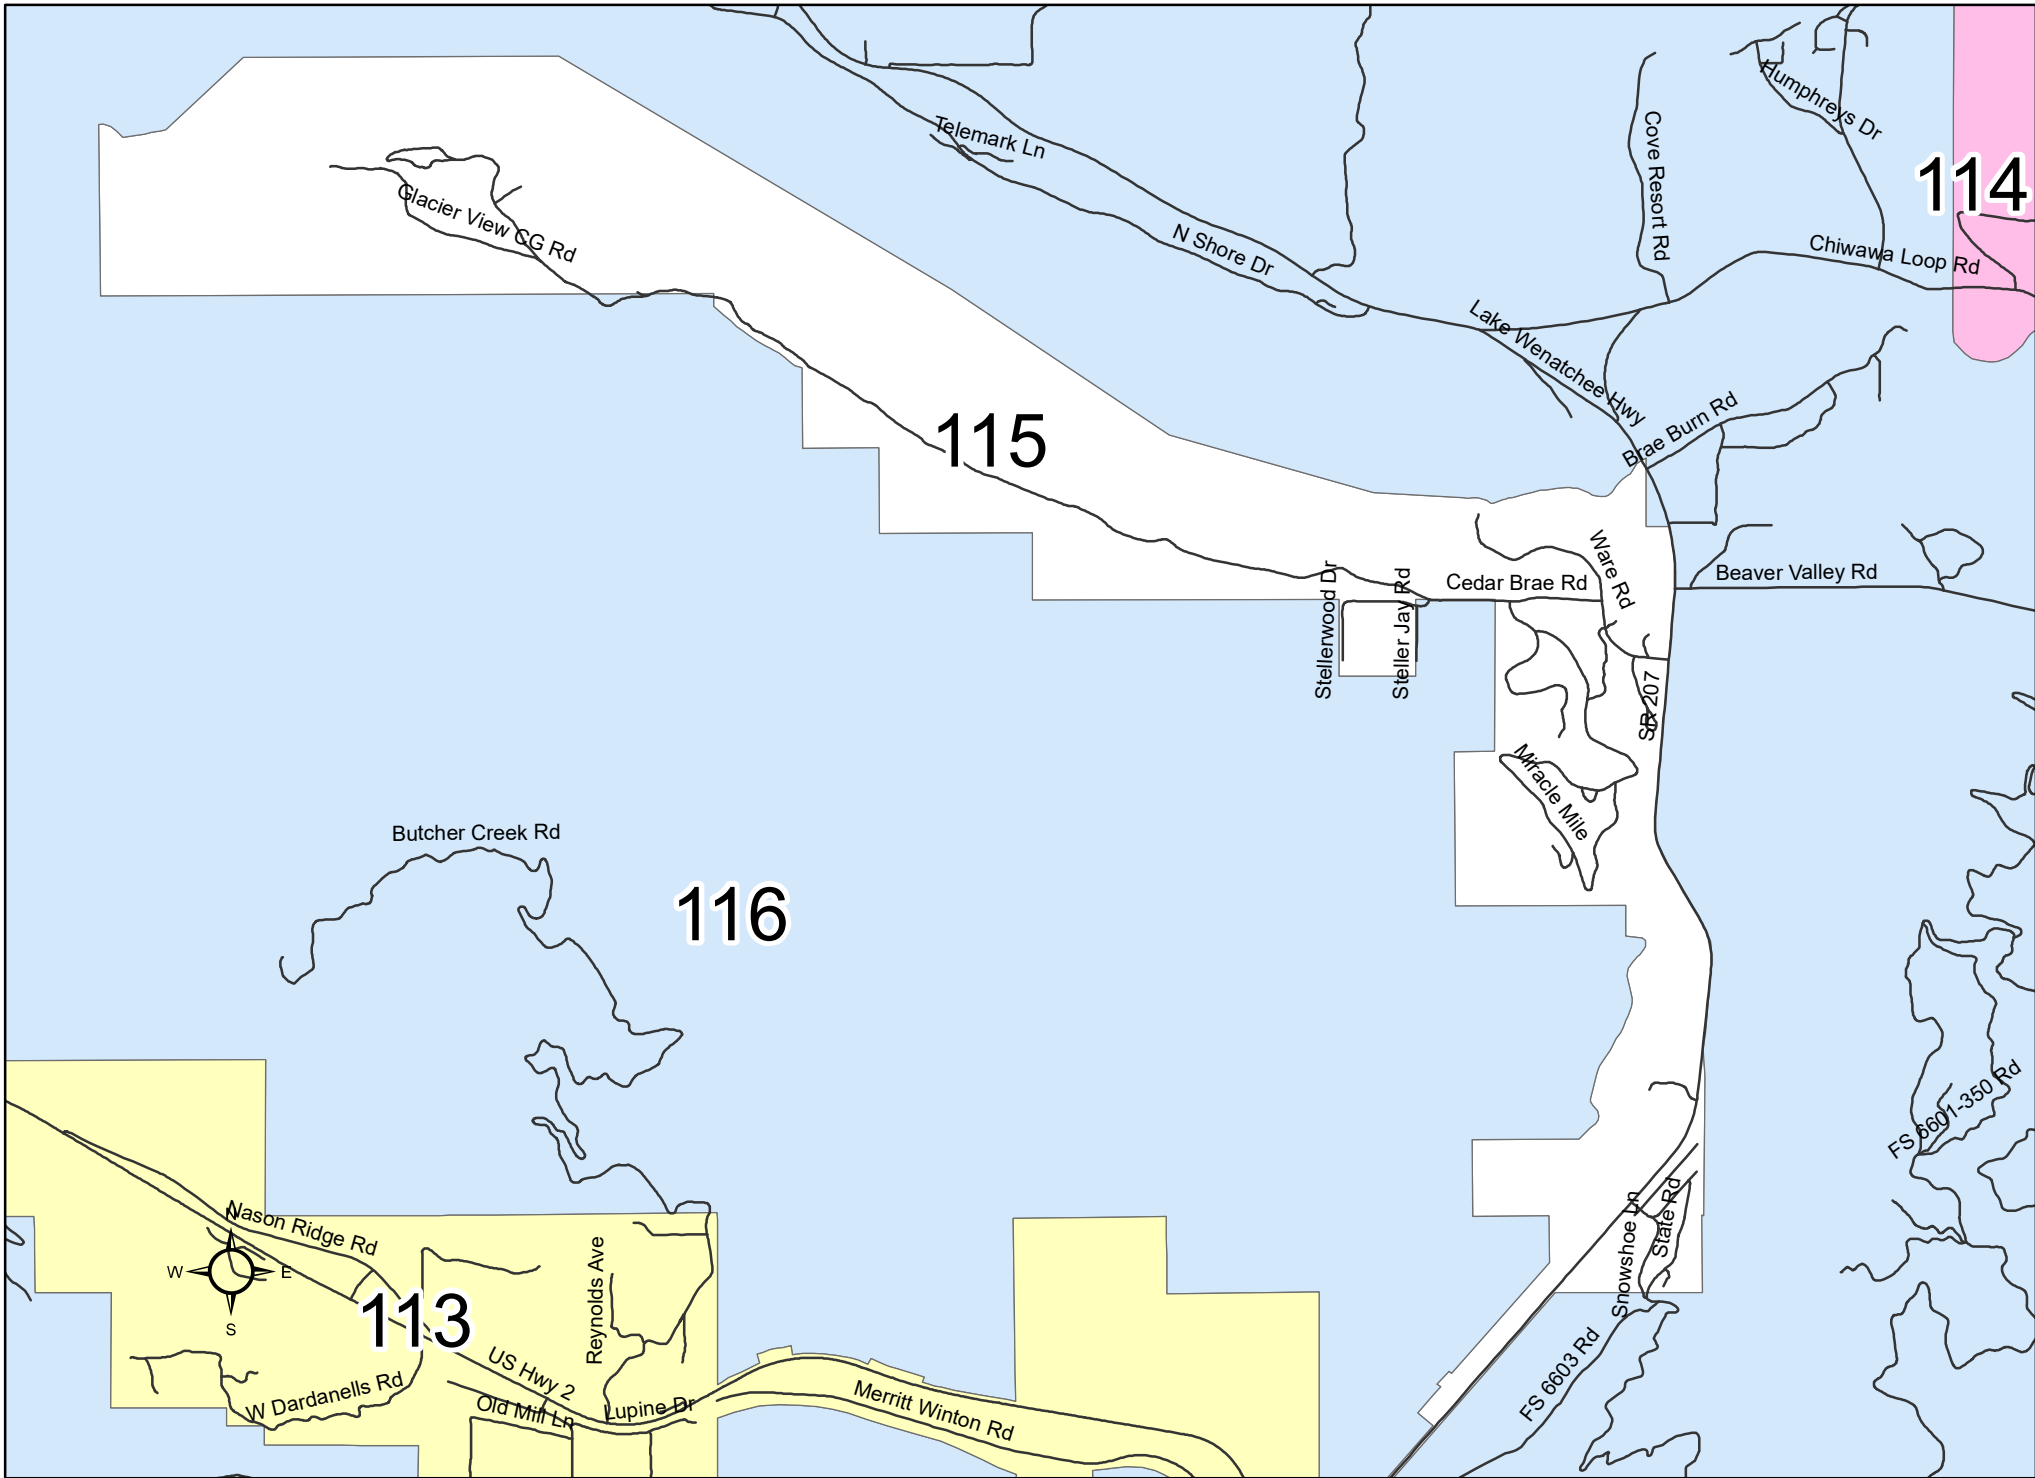 Humphreys Dr
Telemark Ln
Cove Resort Rd
114
Glacier View CG Rd
N Shore Dr
Chiwawa Loop Rd
Lake Wenatchee Hwy
115
Brae Burn Rd
Ware Rd
Stellerwood Dr
Steller Jay Rd
Cedar Brae Rd
Beaver Valley Rd
SR 207
Miracle Mile
Butcher Creek Rd
116
FS 6601-350 Rd
Nason Ridge Rd
N
W
E
S
Reynolds Ave
Snowshoe Ln
State Rd
113
US Hwy 2
FS 6603 Rd
W Dardanells Rd
Old Mill Ln
Lupine Dr
Merritt Winton Rd